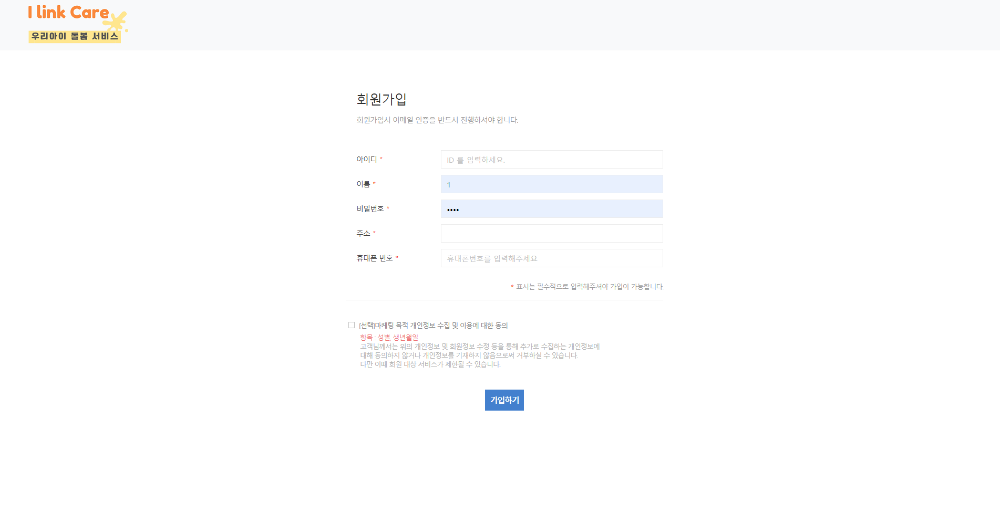 I link Care
우리아이 돌봄 서비스
회원가입
회원가입시 이메일 인증을 반드시 진행하셔야 합니다.
아이디 *
ID 를 입력하세요.
이름 *
1
비밀번호 *
••••
주소 *
휴대폰 번호 *
휴대폰번호를 입력해주세요
* 표시는 필수적으로 입력해주셔야 가입이 가능합니다.
[선택]마케팅 목적 개인정보 수집 및 이용에 대한 동의
항목 : 성별, 생년월일
고객님께서는 위의 개인정보 및 회원정보 수정 등을 통해 추가로 수집하는 개인정보에
대해 동의하지 않거나 개인정보를 기재하지 않음으로써 거부하실 수 있습니다.
다만 이때 회원 대상 서비스가 제한될 수 있습니다.
가입하기